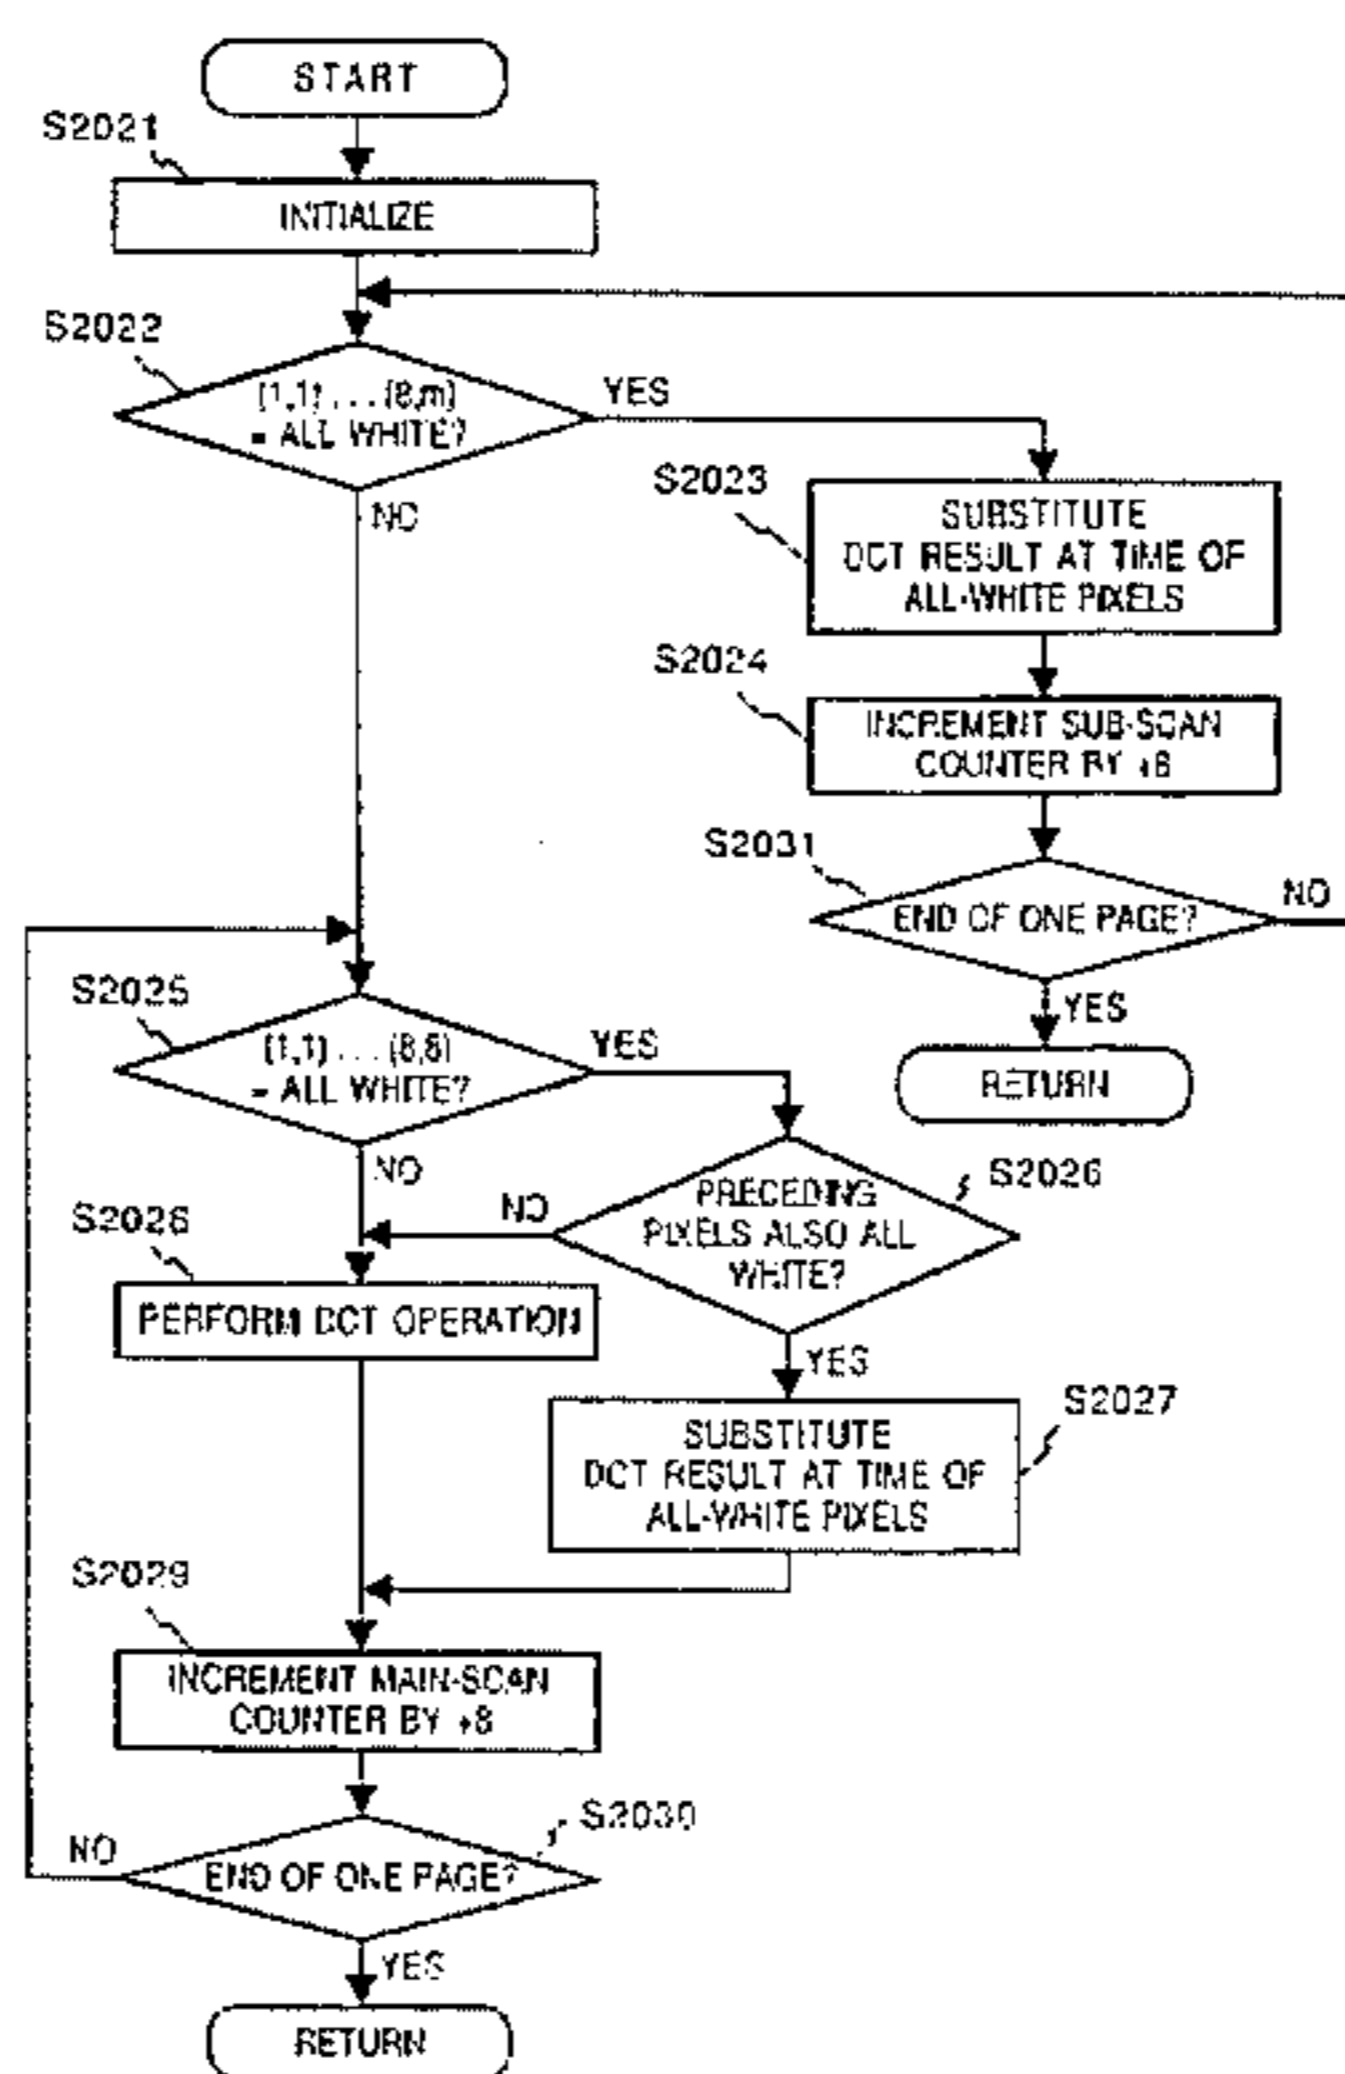 START
S2021
INITIALIZE
S2022
(1,1) ... (8,m)
= ALL WHITE?
YES
NO
S2023
SUBSTITUTE
DCT RESULT AT TIME OF
ALL-WHITE PIXELS
S2024
INCREMENT SUB-SCAN
COUNTER BY +8
S2031
END OF ONE PAGE?
NO
YES
RETURN
S2025
(1,1) ... (8,8)
= ALL WHITE?
YES
NO
S2026
PRECEDING
PIXELS ALSO ALL
WHITE?
NO
YES
S2028
PERFORM DCT OPERATION
S2027
SUBSTITUTE
DCT RESULT AT TIME OF
ALL-WHITE PIXELS
S2029
INCREMENT MAIN-SCAN
COUNTER BY +8
S2030
END OF ONE PAGE?
NO
YES
RETURN